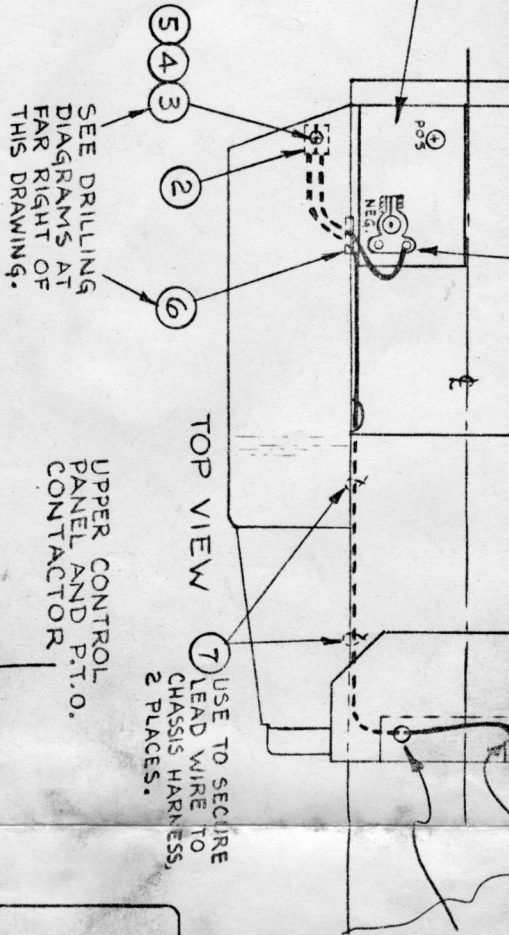 5 4 3
2
SEE DRILLING
DIAGRAMS AT
FAR RIGHT OF
THIS DRAWING.
6
POS
NEG.
℄
TOP VIEW
UPPER CONTROL
PANEL AND P.T.O.
CONTACTOR
7 USE TO SECURE
LEAD WIRE TO
CHASSIS HARNESS,
2 PLACES.